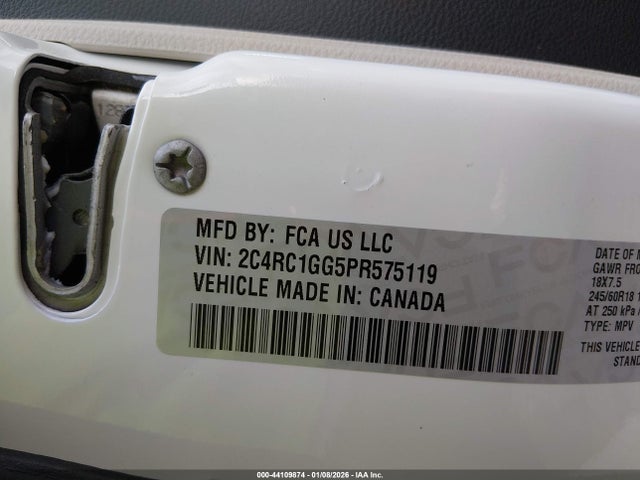 MFD BY: FCA US LLC
VIN: 2C4RC1GG5PR575119
VEHICLE MADE IN: CANADA
DATE OF
GAWR FRO
18X7.5
245/60R18
AT 250 kPa
TYPE: MPV
THIS VEHICLE
STAND
000-44109874 | 01/08/2026 - IAA Inc.